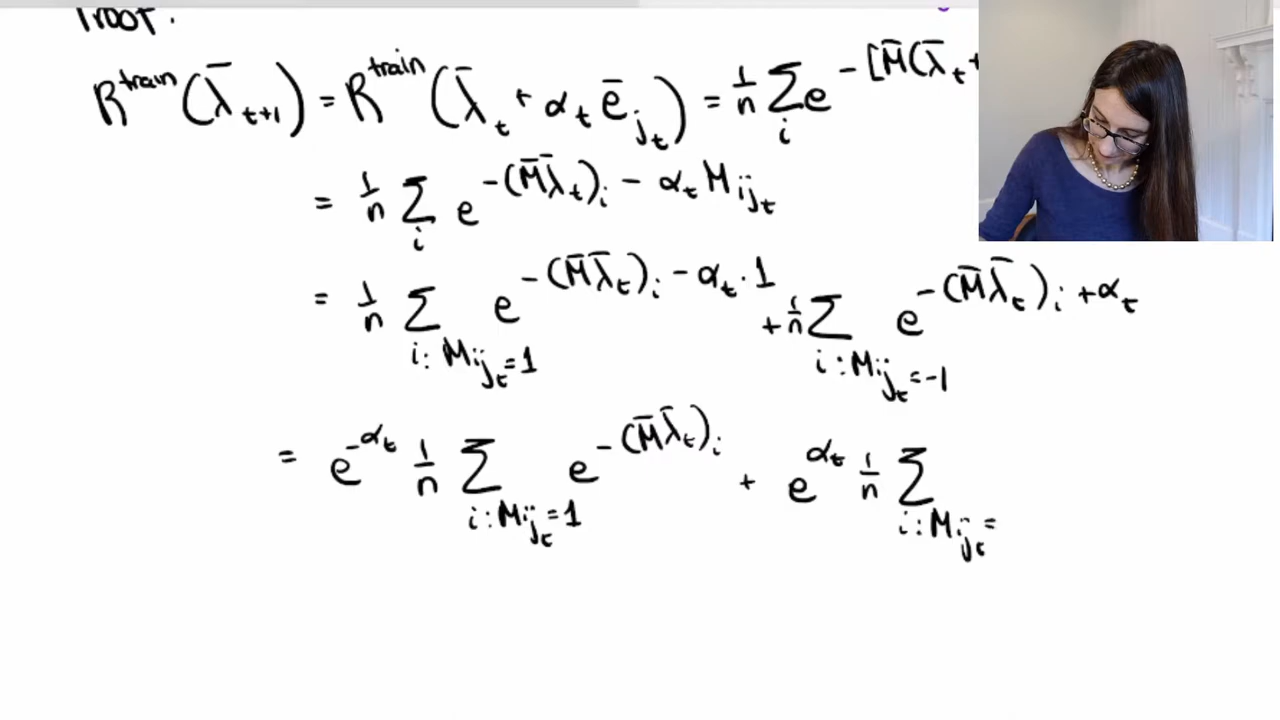 Proof.
R^train(λ̄_{t+1}) = R^train(λ̄_t + α_t ē_{j_t}) = 1/n Σ_i e^{-[M̄(λ̄_t+
= 1/n Σ_i e^{-(M̄λ̄_t)_i - α_t M_{ij_t}}
= 1/n Σ_{i: M_{ij_t}=1} e^{-(M̄λ̄_t)_i - α_t·1} + 1/n Σ_{i: M_{ij_t}=-1} e^{-(M̄λ̄_t)_i + α_t}
= e^{-α_t} 1/n Σ_{i: M_{ij_t}=1} e^{-(M̄λ̄_t)_i} + e^{α_t} 1/n Σ_{i: M_{ij_t}=